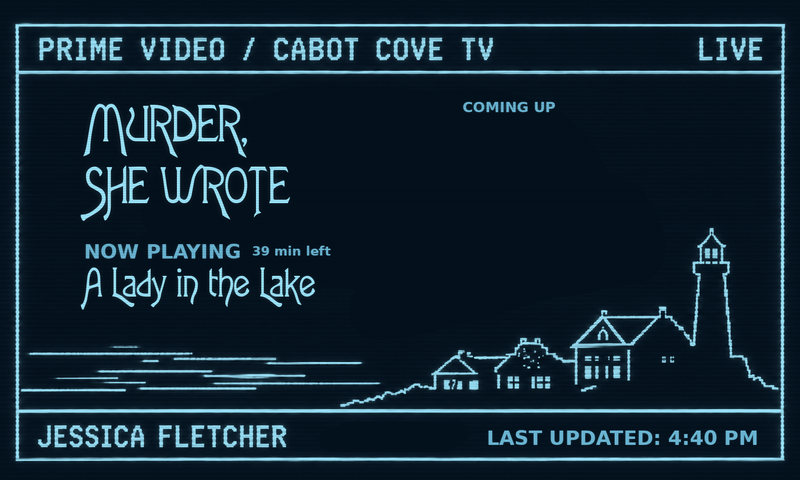 PRIME VIDEO / CABOT COVE TV
LIVE
MURDER,
SHE WROTE
COMING UP
NOW PLAYING 39 min left
A Lady in the Lake
JESSICA FLETCHER
LAST UPDATED: 4:40 PM